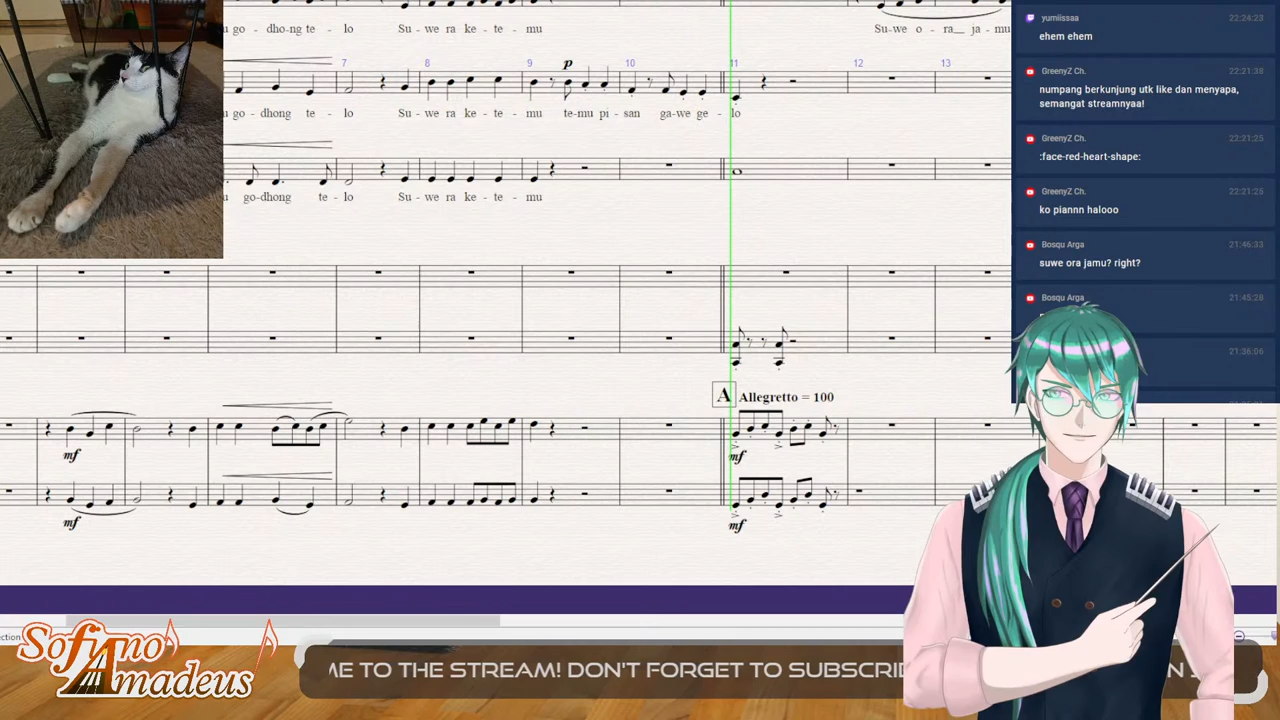 u go - dho-ng te - lo Su - we ra ke - te - mu Su-we o - ra__ ja - mu
7 8 9 p 10 11 12 13
u go - dhong te - lo Su - we ra ke - te - mu te-mu pi - san ga-we ge - lo
u go-dhong te - lo Su - we ra ke - te - mu
A Allegretto = 100
mf mf
mf mf
yumiissaa 22:24:23
ehem ehem
GreenyZ Ch. 22:21:38
numpang berkunjung utk like dan menyapa,
semangat streamnyaa!
GreenyZ Ch. 22:21:25
:face-red-heart-shape:
GreenyZ Ch. 22:21:25
ko piannn halooo
Bosqu Arga 21:46:33
suwe ora jamu? right?
Bosqu Arga 21:45:28
21:36:06
ection
Sofiano
Amadeus
ME TO THE STREAM! DON'T FORGET TO SUBSCRIB